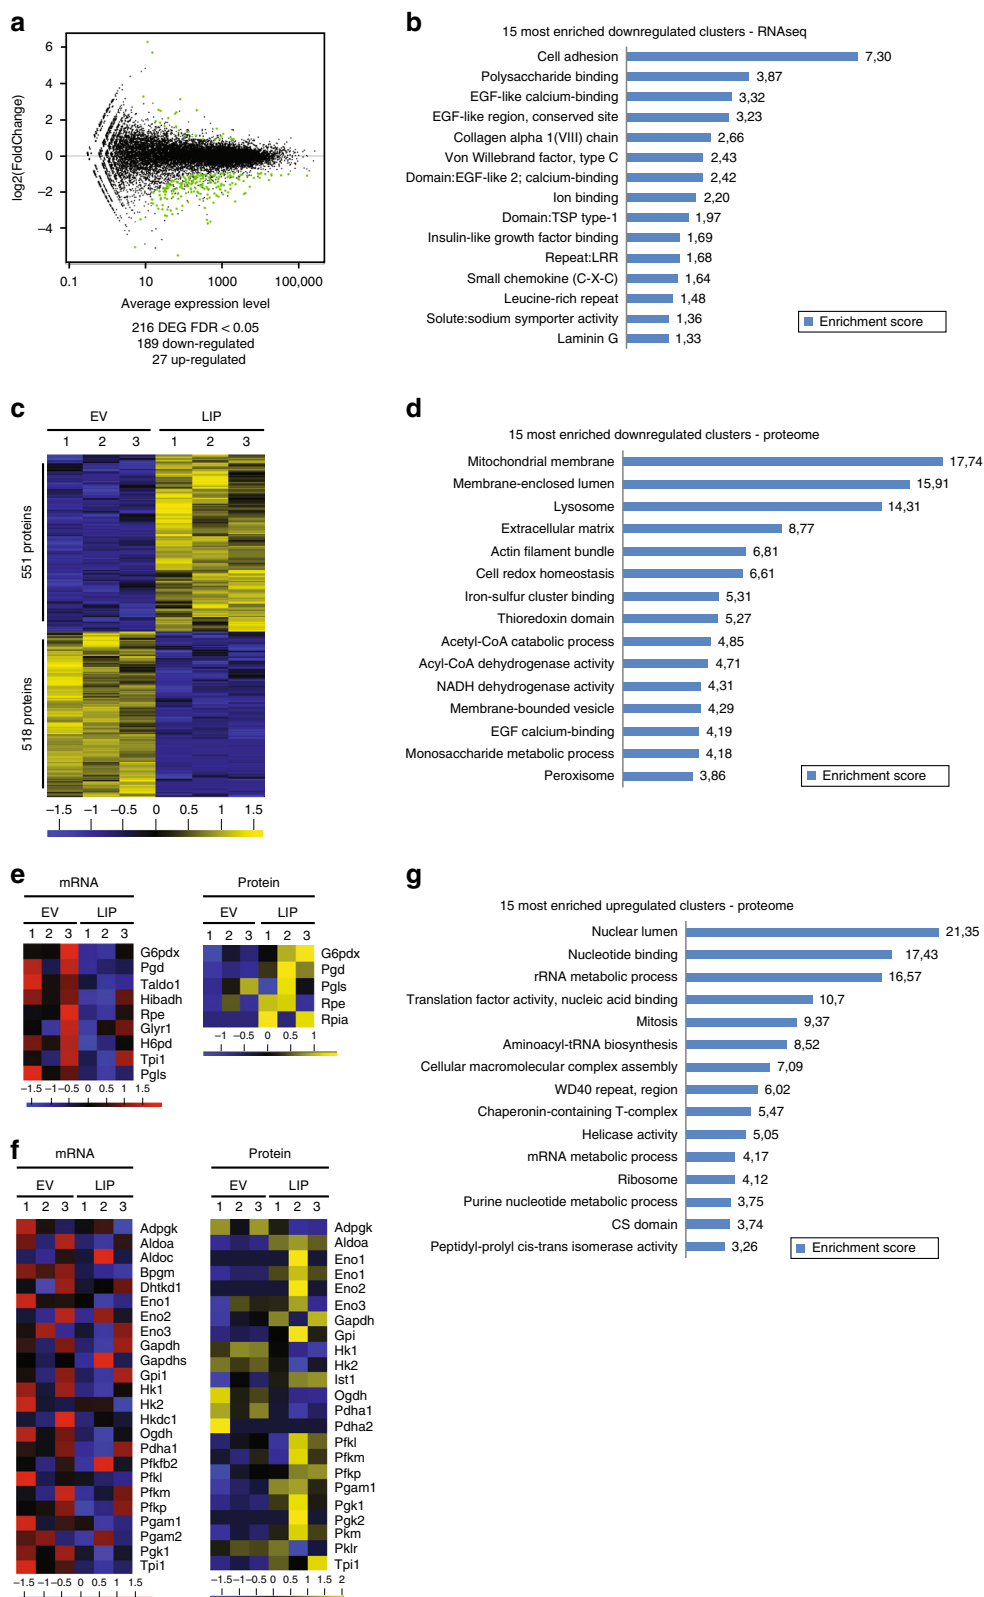 a
6
4
2
0
−2
−4
log2(FoldChange)
0.1
10
1000
100,000
Average expression level
216 DEG FDR < 0.05
189 down-regulated
27 up-regulated
b
15 most enriched downregulated clusters - RNAseq
Cell adhesion 7,30
Polysaccharide binding 3,87
EGF-like calcium-binding 3,32
EGF-like region, conserved site 3,23
Collagen alpha 1(VIII) chain 2,66
Von Willebrand factor, type C 2,43
Domain:EGF-like 2; calcium-binding 2,42
Ion binding 2,20
Domain:TSP type-1 1,97
Insulin-like growth factor binding 1,69
Repeat:LRR 1,68
Small chemokine (C-X-C) 1,64
Leucine-rich repeat 1,48
Solute:sodium symporter activity 1,36
Laminin G 1,33
Enrichment score
c
EV LIP
1 2 3 1 2 3
551 proteins
518 proteins
−1.5 −1 −0.5 0 0.5 1 1.5
d
15 most enriched downregulated clusters - proteome
Mitochondrial membrane 17,74
Membrane-enclosed lumen 15,91
Lysosome 14,31
Extracellular matrix 8,77
Actin filament bundle 6,81
Cell redox homeostasis 6,61
Iron-sulfur cluster binding 5,31
Thioredoxin domain 5,27
Acetyl-CoA catabolic process 4,85
Acyl-CoA dehydrogenase activity 4,71
NADH dehydrogenase activity 4,31
Membrane-bounded vesicle 4,29
EGF calcium-binding 4,19
Monosaccharide metabolic process 4,18
Peroxisome 3,86
Enrichment score
e
mRNA
EV LIP
1 2 3 1 2 3
G6pdx
Pgd
Taldo1
Hibadh
Rpe
Glyr1
H6pd
Tpi1
Pgls
−1.5 −1 −0.5 0 0.5 1 1.5
Protein
EV LIP
1 2 3 1 2 3
G6pdx
Pgd
Pgls
Rpe
Rpia
−1 −0.5 0 0.5 1
f
mRNA
EV LIP
1 2 3 1 2 3
Adpgk
Aldoa
Aldoc
Bpgm
Dhtkd1
Eno1
Eno2
Eno3
Gapdh
Gapdhs
Gpi1
Hk1
Hk2
Hkdc1
Ogdh
Pdha1
Pfkfb2
Pfkl
Pfkm
Pfkp
Pgam1
Pgam2
Pgk1
Tpi1
−1.5 −1 −0.5 0 0.5 1 1.5
Protein
EV LIP
1 2 3 1 2 3
Adpgk
Aldoa
Eno1
Eno1
Eno2
Eno3
Gapdh
Gpi
Hk1
Hk2
Ist1
Ogdh
Pdha1
Pdha2
Pfkl
Pfkm
Pfkp
Pgam1
Pgk1
Pgk2
Pkm
Pklr
Tpi1
−1.5 −1 −0.5 0 0.5 1 1.5 2
g
15 most enriched upregulated clusters - proteome
Nuclear lumen 21,35
Nucleotide binding 17,43
rRNA metabolic process 16,57
Translation factor activity, nucleic acid binding 10,7
Mitosis 9,37
Aminoacyl-tRNA biosynthesis 8,52
Cellular macromolecular complex assembly 7,09
WD40 repeat, region 6,02
Chaperonin-containing T-complex 5,47
Helicase activity 5,05
mRNA metabolic process 4,17
Ribosome 4,12
Purine nucleotide metabolic process 3,75
CS domain 3,74
Peptidyl-prolyl cis-trans isomerase activity 3,26
Enrichment score